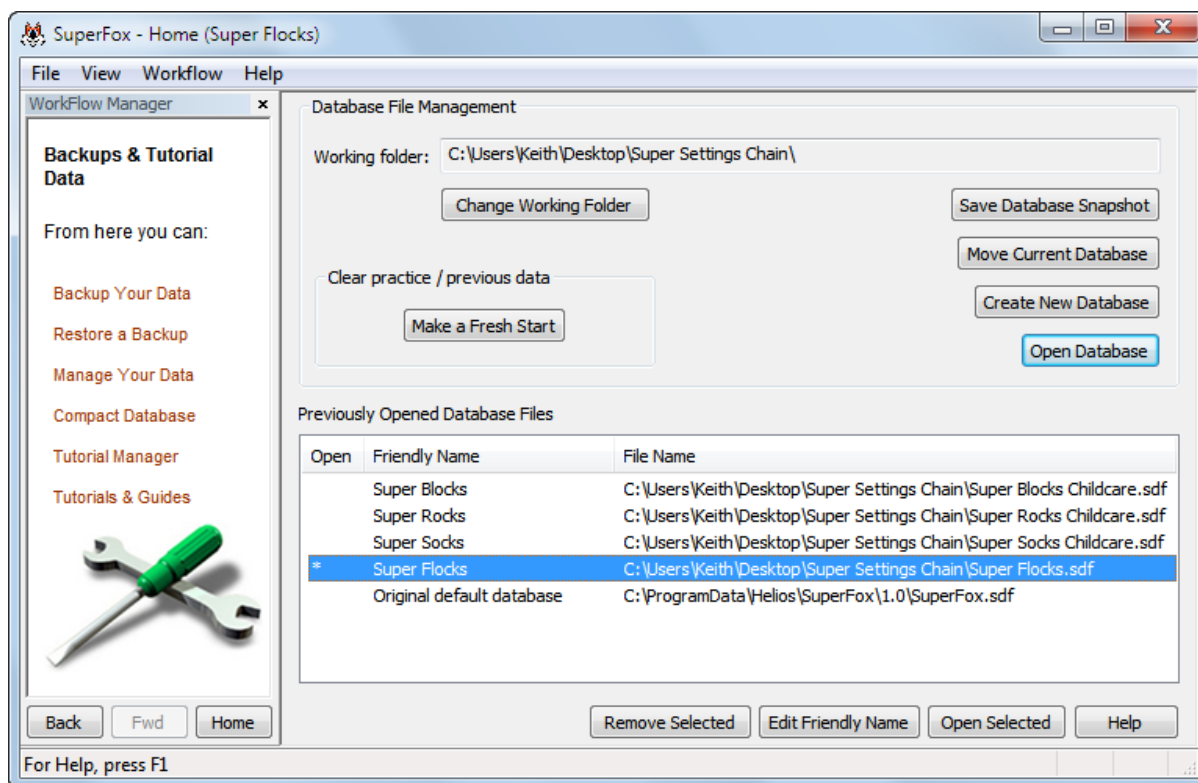 SuperFox - Home (Super Flocks)
File View Workflow Help
WorkFlow Manager x
Backups & Tutorial
Data
From here you can:
Backup Your Data
Restore a Backup
Manage Your Data
Compact Database
Tutorial Manager
Tutorials & Guides
Back Fwd Home
Database File Management
Working folder: C:\Users\Keith\Desktop\Super Settings Chain\
Change Working Folder
Save Database Snapshot
Move Current Database
Clear practice / previous data
Create New Database
Make a Fresh Start
Open Database
Previously Opened Database Files
Open Friendly Name File Name
Super Blocks C:\Users\Keith\Desktop\Super Settings Chain\Super Blocks Childcare.sdf
Super Rocks C:\Users\Keith\Desktop\Super Settings Chain\Super Rocks Childcare.sdf
Super Socks C:\Users\Keith\Desktop\Super Settings Chain\Super Socks Childcare.sdf
* Super Flocks C:\Users\Keith\Desktop\Super Settings Chain\Super Flocks.sdf
Original default database C:\ProgramData\Helios\SuperFox\1.0\SuperFox.sdf
Remove Selected Edit Friendly Name Open Selected Help
For Help, press F1